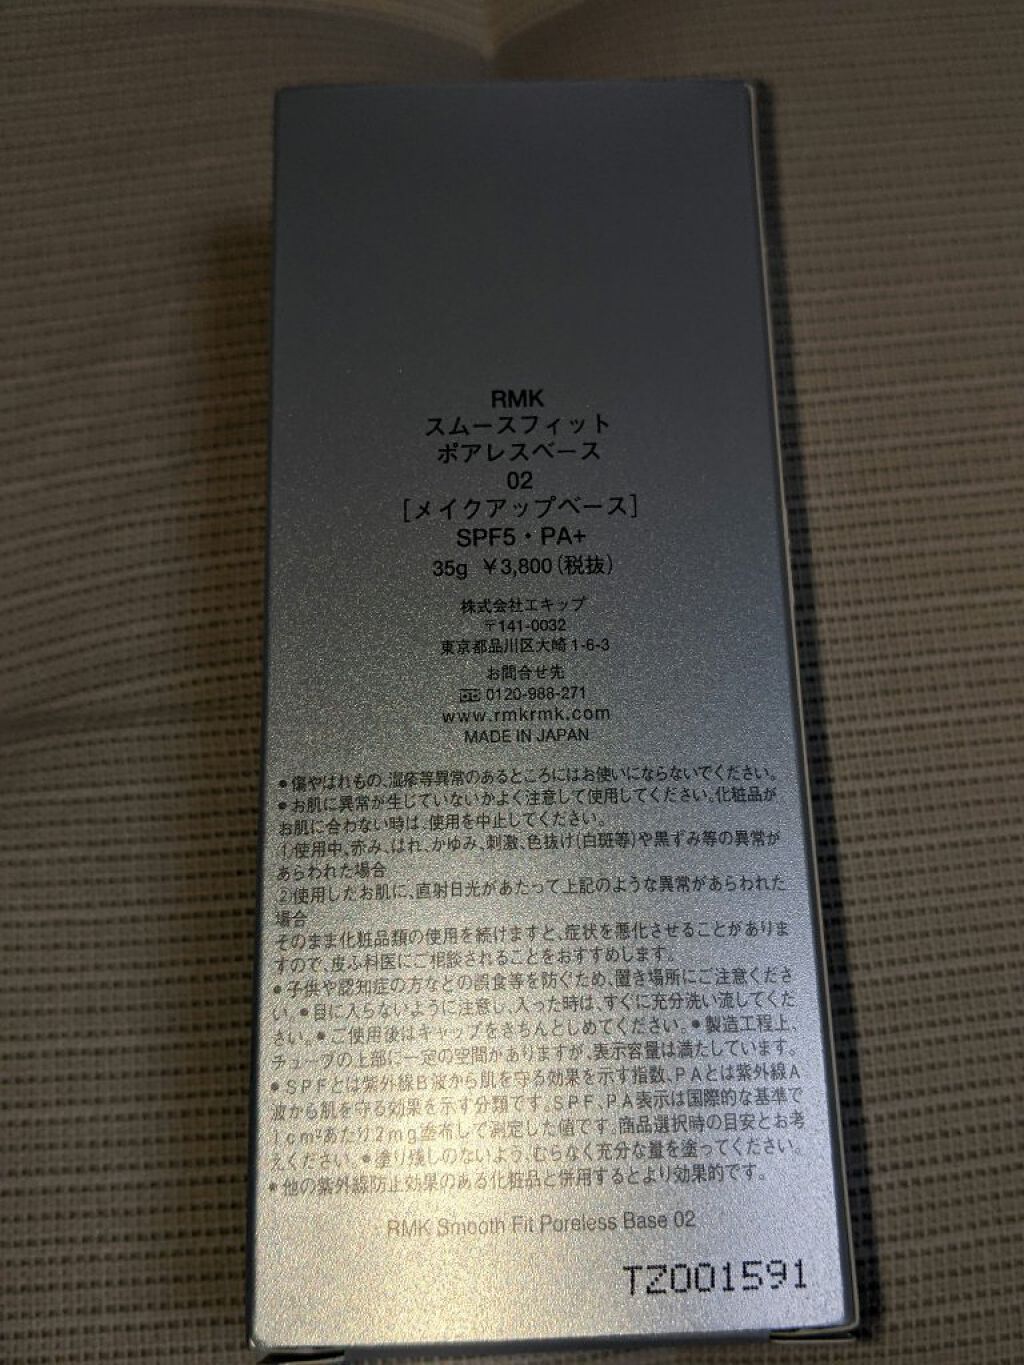 RMK
スムースフィット
ポアレスベース
02
[メイクアップベース]
SPF5・PA+
35g ¥3,800(税抜)
株式会社エキップ
〒141-0032
東京都品川区大崎1-6-3
お問合せ先
0120-988-271
www.rmkrmk.com
MADE IN JAPAN
●傷やはれもの、湿疹等異常のあるところにはお使いにならないでください。
●お肌に異常が生じていないかよく注意して使用してください。化粧品が
お肌に合わない時は、使用を中止してください。
①使用中、赤み、はれ、かゆみ、刺激、色抜け(白斑等)や黒ずみ等の異常が
あらわれた場合
②使用したお肌に、直射日光があたって上記のような異常があらわれた
場合
そのまま化粧品類の使用を続けますと、症状を悪化させることがありま
すので、皮ふ科医にご相談されることをおすすめします。
●子供や認知症の方などの誤食等を防ぐため、置き場所にご注意くださ
い。●目に入らないように注意し、入った時は、すぐに充分洗い流してくだ
さい。●ご使用後はキャップをきちんとしめてください。●製造工程上、
チューブの上部に一定の空間がありますが、表示容量は満たしています。
●SPFとは紫外線B波から肌を守る効果を示す指数、PAとは紫外線A
波から肌を守る効果を示す分類です。SPF、PA表示は国際的な基準で
1cm²あたり2mg塗布して測定した値です。商品選択時の目安とお考
えください。●塗り残しのないよう、むらなく充分な量を塗ってください。
●他の紫外線防止効果のある化粧品と併用するとより効果的です。
RMK Smooth Fit Poreless Base 02
TZ001591